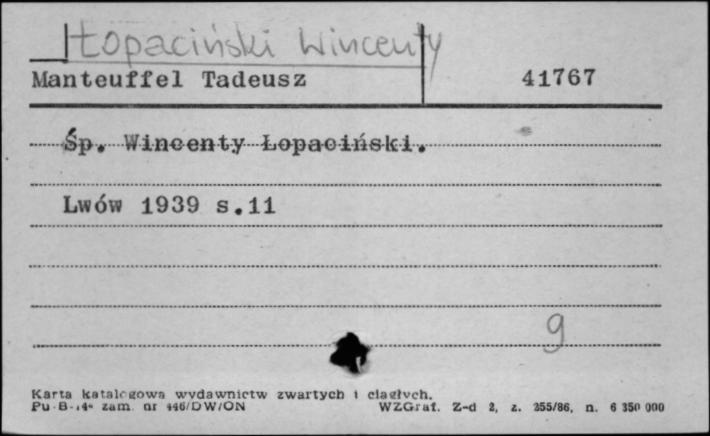 Łopaciński Wincenty
Manteuffel Tadeusz 41767
Śp. Wincenty Łopaciński.
Lwów 1939 s.11
9
Karta katalogowa wydawnictw zwartych i ciągłych.
Pu-B-14 zam. nr 446/DW/ON WZGraf. Z-d 2, z. 255/86, n. 6 350 000